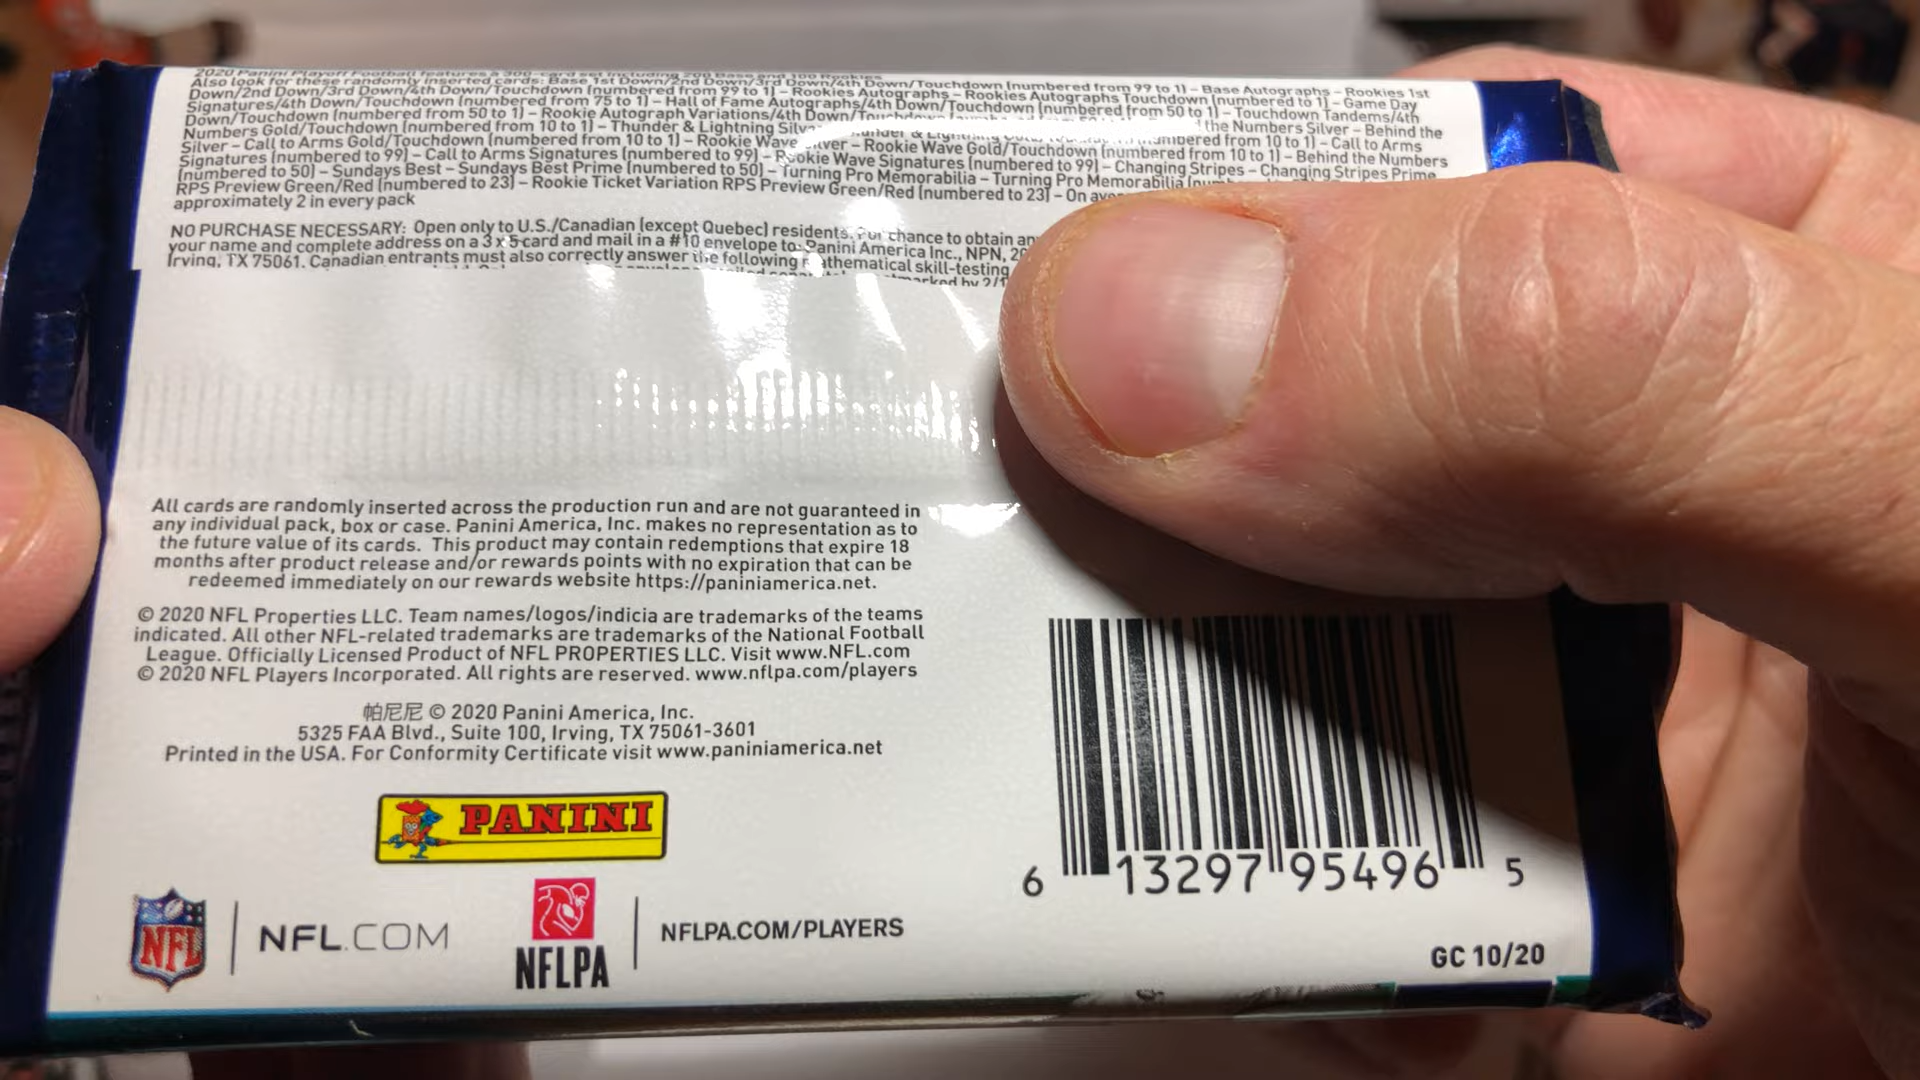 2020 Panini Playoff Football features a 300-card set including 200 Base and 100 Rookies
Also look for these randomly inserted cards: Base 1st Down/2nd Down/3rd Down/4th Down/Touchdown (numbered from 99 to 1) – Base Autographs – Rookies 1st
Down/2nd Down/3rd Down/4th Down/Touchdown (numbered from 99 to 1) – Rookies Autographs – Rookies Autographs Touchdown (numbered to 1) – Game Day
Signatures/4th Down/Touchdown (numbered from 75 to 1) – Hall of Fame Autographs/4th Down/Touchdown (numbered from 50 to 1) – Touchdown Tandems/4th
Down/Touchdown (numbered from 50 to 1) – Rookie Autograph Variations/4th Down/
Numbers Gold/Touchdown (numbered from 10 to 1) – Thunder & Lightning the Numbers Silver – Behind the
Silver – Call to Arms Gold/Touchdown (numbered from 10 to 1) – Rookie Wave Silver – Rookie Wave Gold/Touchdown (numbered from 10 to 1) – Call to Arms
Signatures (numbered to 99) – Call to Arms Signatures (numbered to 99) – Rookie Wave Signatures (numbered to 99) – from 10 to 1) – Behind the Numbers
(numbered to 50) – Sundays Best – Sundays Best Prime (numbered to 50) – Turning Pro Memorabilia – Turning Pro Memorabilia – Changing Stripes – Changing Stripes Prime
RPS Preview Green/Red (numbered to 23) – Rookie Ticket Variation RPS Preview Green/Red (numbered to 23) – On
approximately 2 in every pack
NO PURCHASE NECESSARY: Open only to U.S./Canadian (except Quebec) residents. For chance to obtain
your name and complete address on a 3 x 5 card and mail in a #10 envelope to: Panini America Inc., NPN,
Irving, TX 75061. Canadian entrants must also correctly answer the following mathematical skill-testing
All cards are randomly inserted across the production run and are not guaranteed in
any individual pack, box or case. Panini America, Inc. makes no representation as to
the future value of its cards. This product may contain redemptions that expire 18
months after product release and/or rewards points with no expiration that can be
redeemed immediately on our rewards website https://paniniamerica.net.
© 2020 NFL Properties LLC. Team names/logos/indicia are trademarks of the teams
indicated. All other NFL-related trademarks are trademarks of the National Football
League. Officially Licensed Product of NFL PROPERTIES LLC. Visit www.NFL.com
© 2020 NFL Players Incorporated. All rights are reserved. www.nflpa.com/players
帕尼尼 © 2020 Panini America, Inc.
5325 FAA Blvd., Suite 100, Irving, TX 75061-3601
Printed in the USA. For Conformity Certificate visit www.paniniamerica.net
PANINI
NFL
NFL.COM
NFLPA
NFLPA.COM/PLAYERS
6 13297 95496 5
GC 10/20